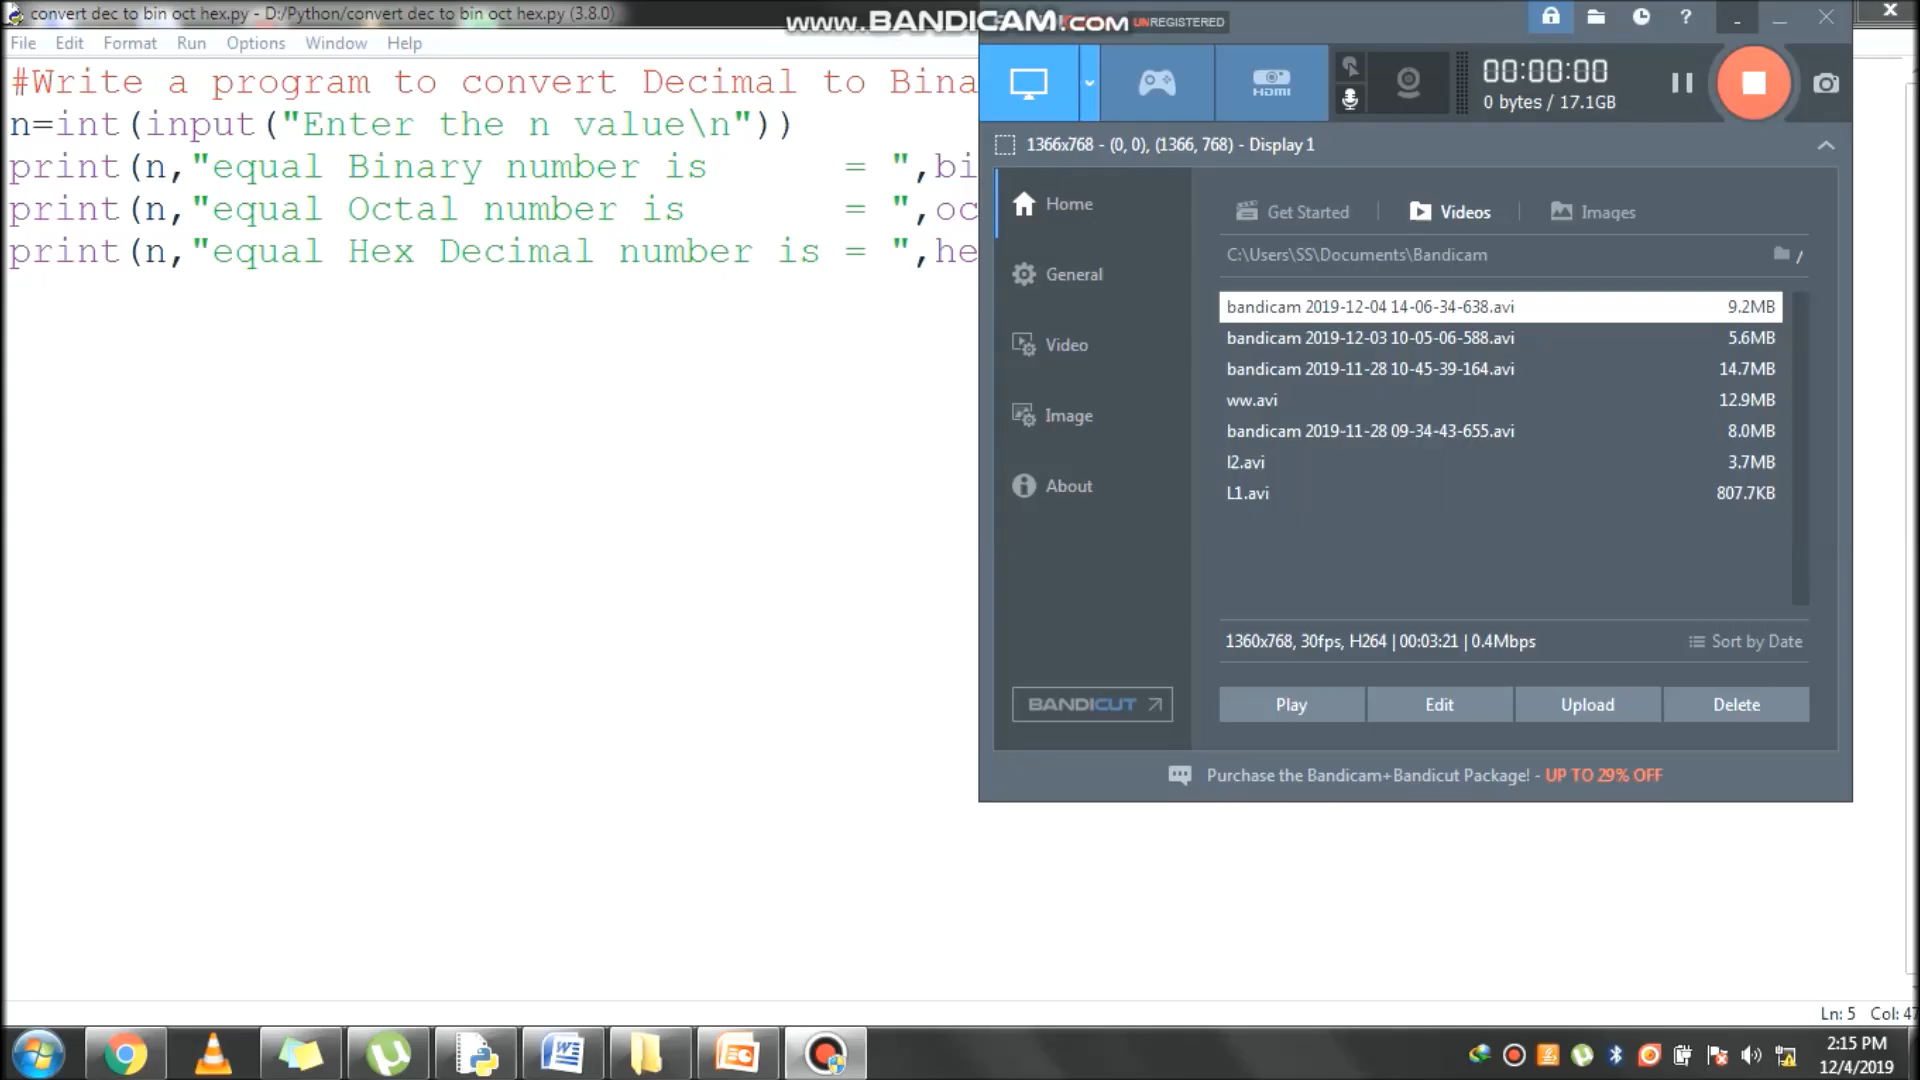 convert dec to bin oct hex.py - D:/Python/convert dec to bin oct hex.py (3.8.0)
www.BANDICAM.com UNREGISTERED
File Edit Format Run Options Window Help
#Write a program to convert Decimal to Bina
n=int(input("Enter the n value\n"))
print(n,"equal Binary number is      = ",bi
print(n,"equal Octal number is       = ",oc
print(n,"equal Hex Decimal number is = ",he
HDMI
00:00:00
0 bytes / 17.1GB
1366x768 - (0, 0), (1366, 768) - Display 1
Home
General
Video
Image
About
BANDICUT
Get Started
Videos
Images
C:\Users\SS\Documents\Bandicam
/
bandicam 2019-12-04 14-06-34-638.avi 9.2MB
bandicam 2019-12-03 10-05-06-588.avi 5.6MB
bandicam 2019-11-28 10-45-39-164.avi 14.7MB
ww.avi 12.9MB
bandicam 2019-11-28 09-34-43-655.avi 8.0MB
l2.avi 3.7MB
L1.avi 807.7KB
1360x768, 30fps, H264 | 00:03:21 | 0.4Mbps
Sort by Date
Play Edit Upload Delete
Purchase the Bandicam+Bandicut Package! - UP TO 29% OFF
Ln: 5 Col: 47
2:15 PM
12/4/2019